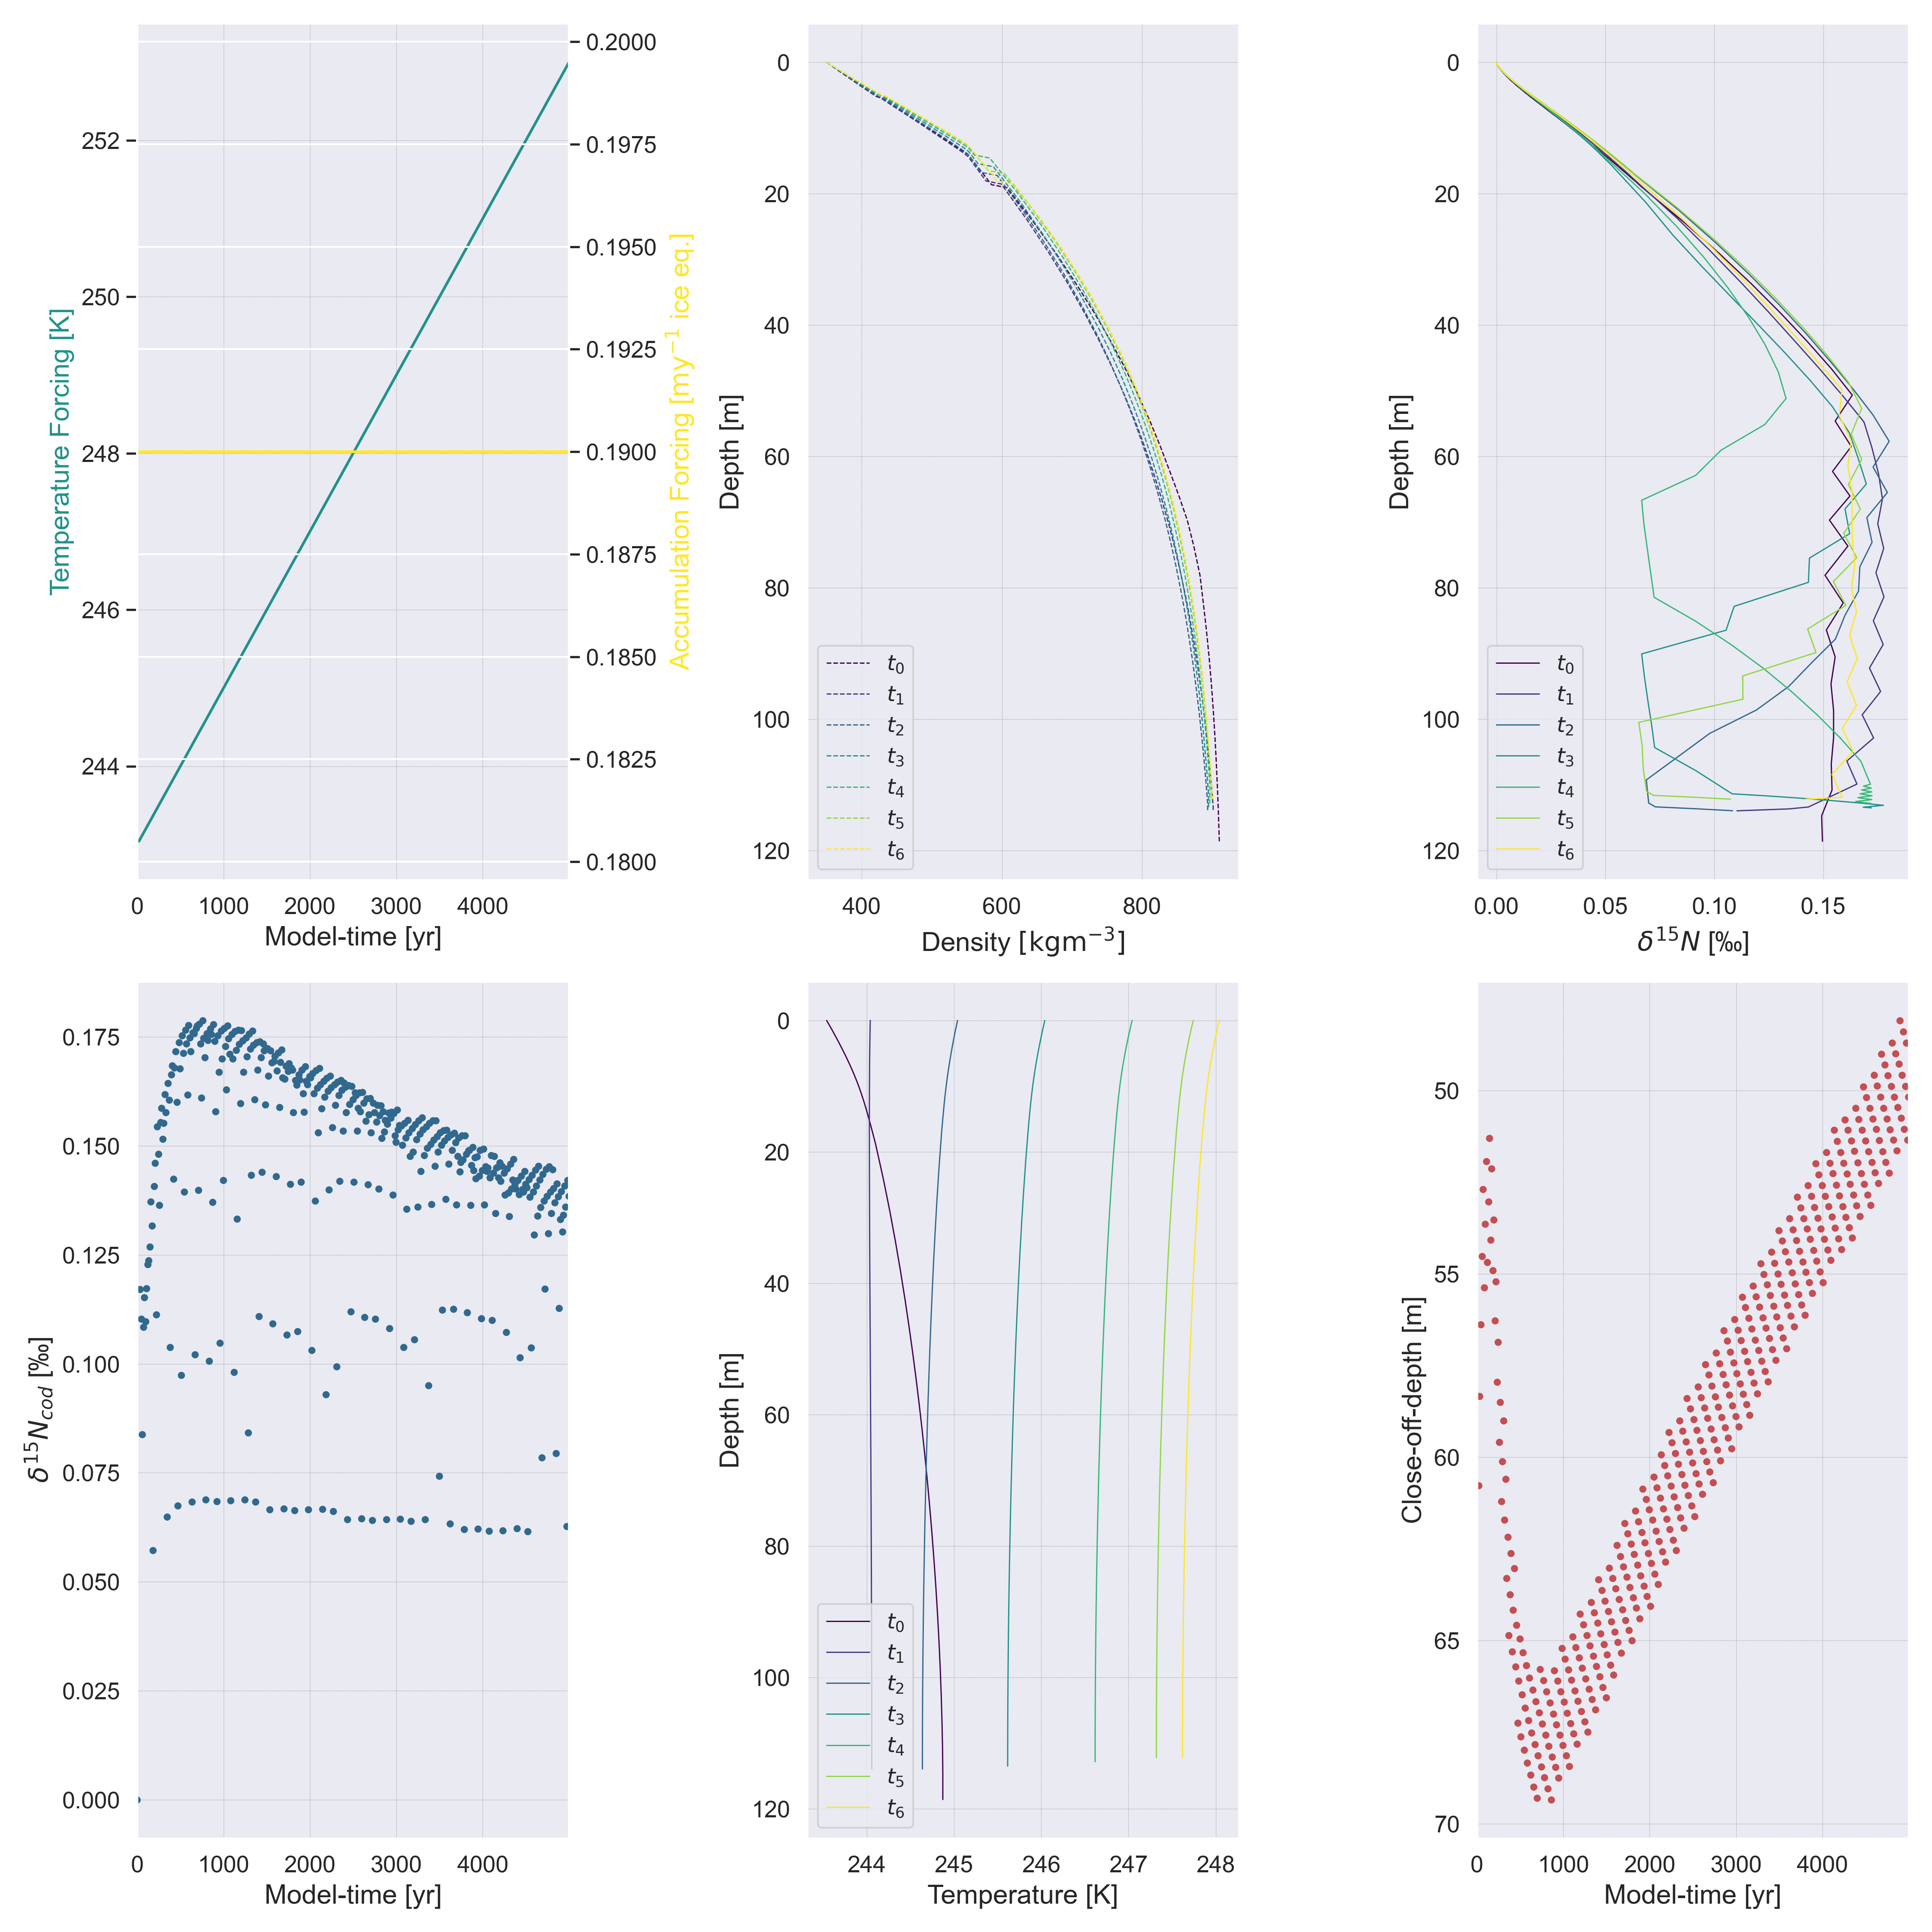 252
250
248
246
244
Temperature Forcing [K]
0.2000
0.1975
0.1950
0.1925
0.1900
0.1875
0.1850
0.1825
0.1800
Accumulation Forcing [my⁻¹ ice eq.]
0 1000 2000 3000 4000
Model-time [yr]
0
20
40
60
80
100
120
Depth [m]
t₀
t₁
t₂
t₃
t₄
t₅
t₆
400 600 800
Density [kgm⁻³]
0
20
40
60
80
100
120
Depth [m]
t₀
t₁
t₂
t₃
t₄
t₅
t₆
0.00 0.05 0.10 0.15
δ¹⁵N [‰]
0.175
0.150
0.125
0.100
0.075
0.050
0.025
0.000
δ¹⁵N_cod [‰]
0 1000 2000 3000 4000
Model-time [yr]
0
20
40
60
80
100
120
Depth [m]
t₀
t₁
t₂
t₃
t₄
t₅
t₆
244 245 246 247 248
Temperature [K]
50
55
60
65
70
Close-off-depth [m]
0 1000 2000 3000 4000
Model-time [yr]